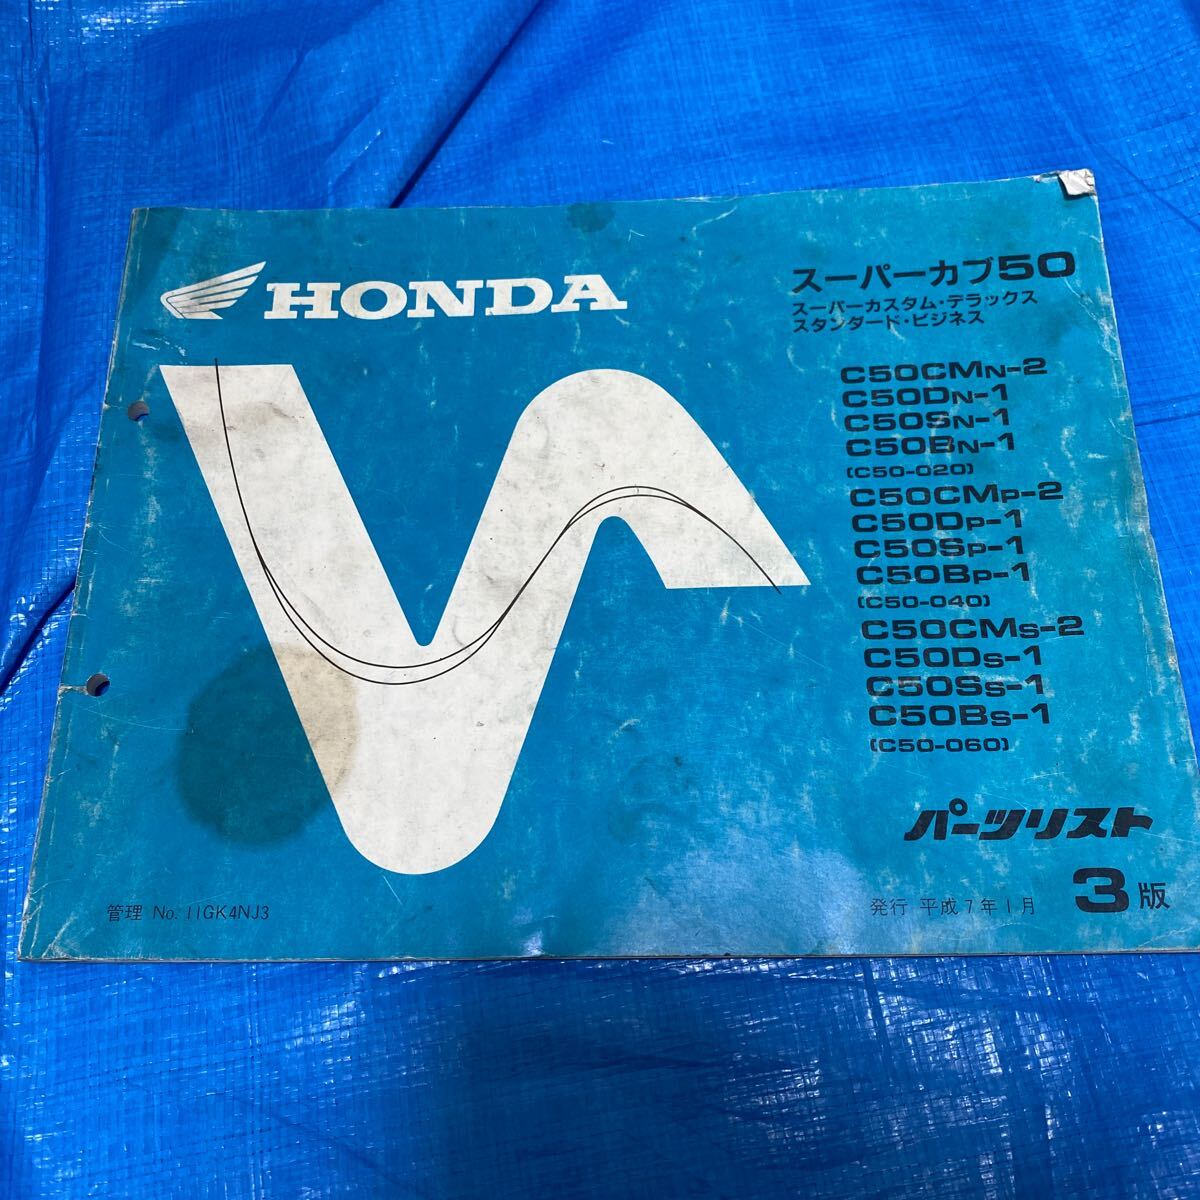 HONDA
スーパーカブ50
スーパーカスタム・デラックス
スタンダード・ビジネス
C50CMN-2
C50DN-1
C50SN-1
C50BN-1
(C50-020)
C50CMP-2
C50DP-1
C50SP-1
C50BP-1
(C50-040)
C50CMS-2
C50DS-1
C50SS-1
C50BS-1
(C50-060)
パーツリスト
3版
管理 No. 11GK4NJ3
発行 平成7年1月